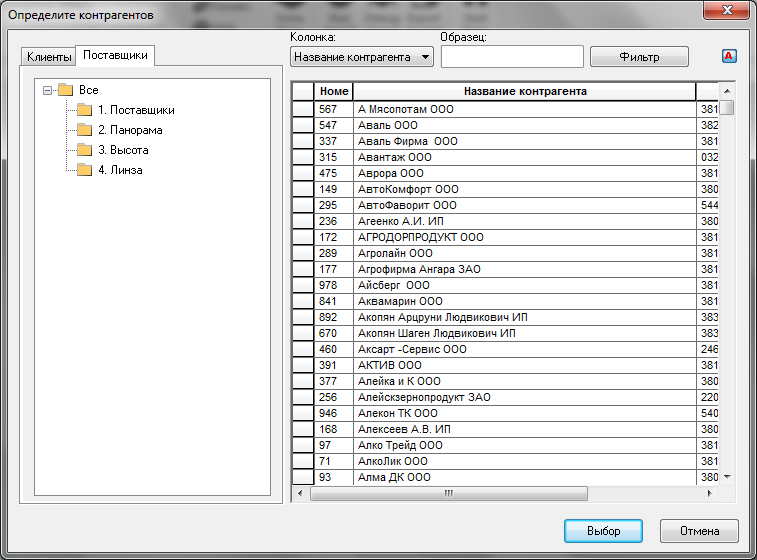 Определите контрагентов
Колонка: Образец:
Клиенты Поставщики Название контрагента Фильтр A
Все
1. Поставщики
2. Панорама
3. Высота
4. Линза
Номе Название контрагента
567 А Мясопотам ООО 381
547 Аваль ООО 382
337 Аваль Фирма ООО 381
315 Авантаж ООО 032
475 Аврора ООО 381
149 АвтоКомфорт ООО 380
295 АвтоФаворит ООО 544
236 Агеенко А.И. ИП 380
172 АГРОДОРПРОДУКТ ООО 381
289 Агролайн ООО 381
177 Агрофирма Ангара ЗАО 381
978 Айсберг ООО 381
841 Аквамарин ООО 381
892 Акопян Арцруни Людвикович ИП 383
670 Акопян Шаген Людвикович ИП 383
460 Аксарт -Сервис ООО 246
391 АКТИВ ООО 381
377 Алейка и К ООО 380
256 Алейскзернопродукт ЗАО 220
946 Алекон ТК ООО 540
168 Алексеев А.В. ИП 380
97 Алко Трейд ООО 381
71 АлкоЛик ООО 381
93 Алма ДК ООО 380
Выбор Отмена